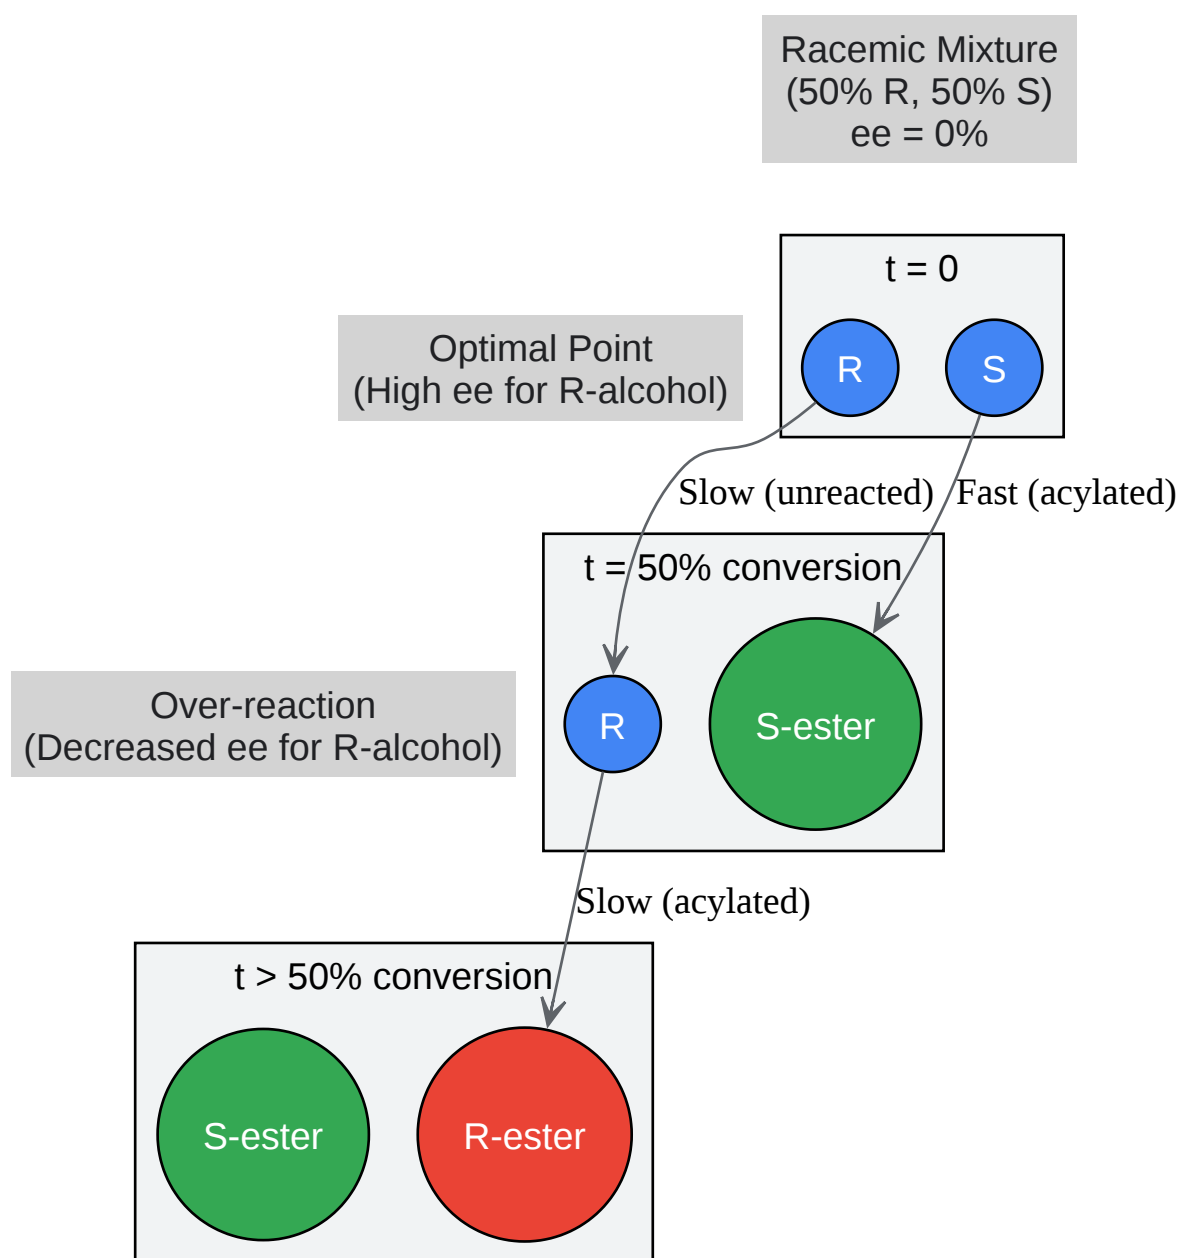 Racemic Mixture
(50% R, 50% S)
ee = 0%
t = 0
R
S
Optimal Point
(High ee for R-alcohol)
Slow (unreacted)
Fast (acylated)
t = 50% conversion
R
S-ester
Over-reaction
(Decreased ee for R-alcohol)
Slow (acylated)
t > 50% conversion
S-ester
R-ester